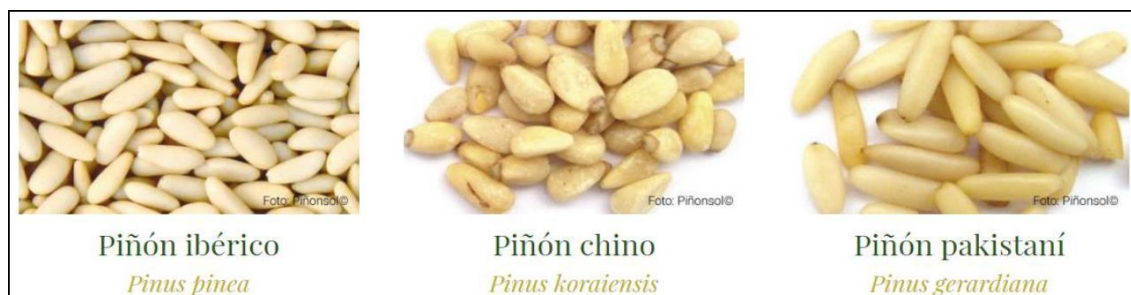 Foto: Piñonsol©
Foto: Piñonsol©
Foto: Piñonsol©
Piñón ibérico
Piñón chino
Piñón pakistaní
Pinus pinea
Pinus koraiensis
Pinus gerardiana